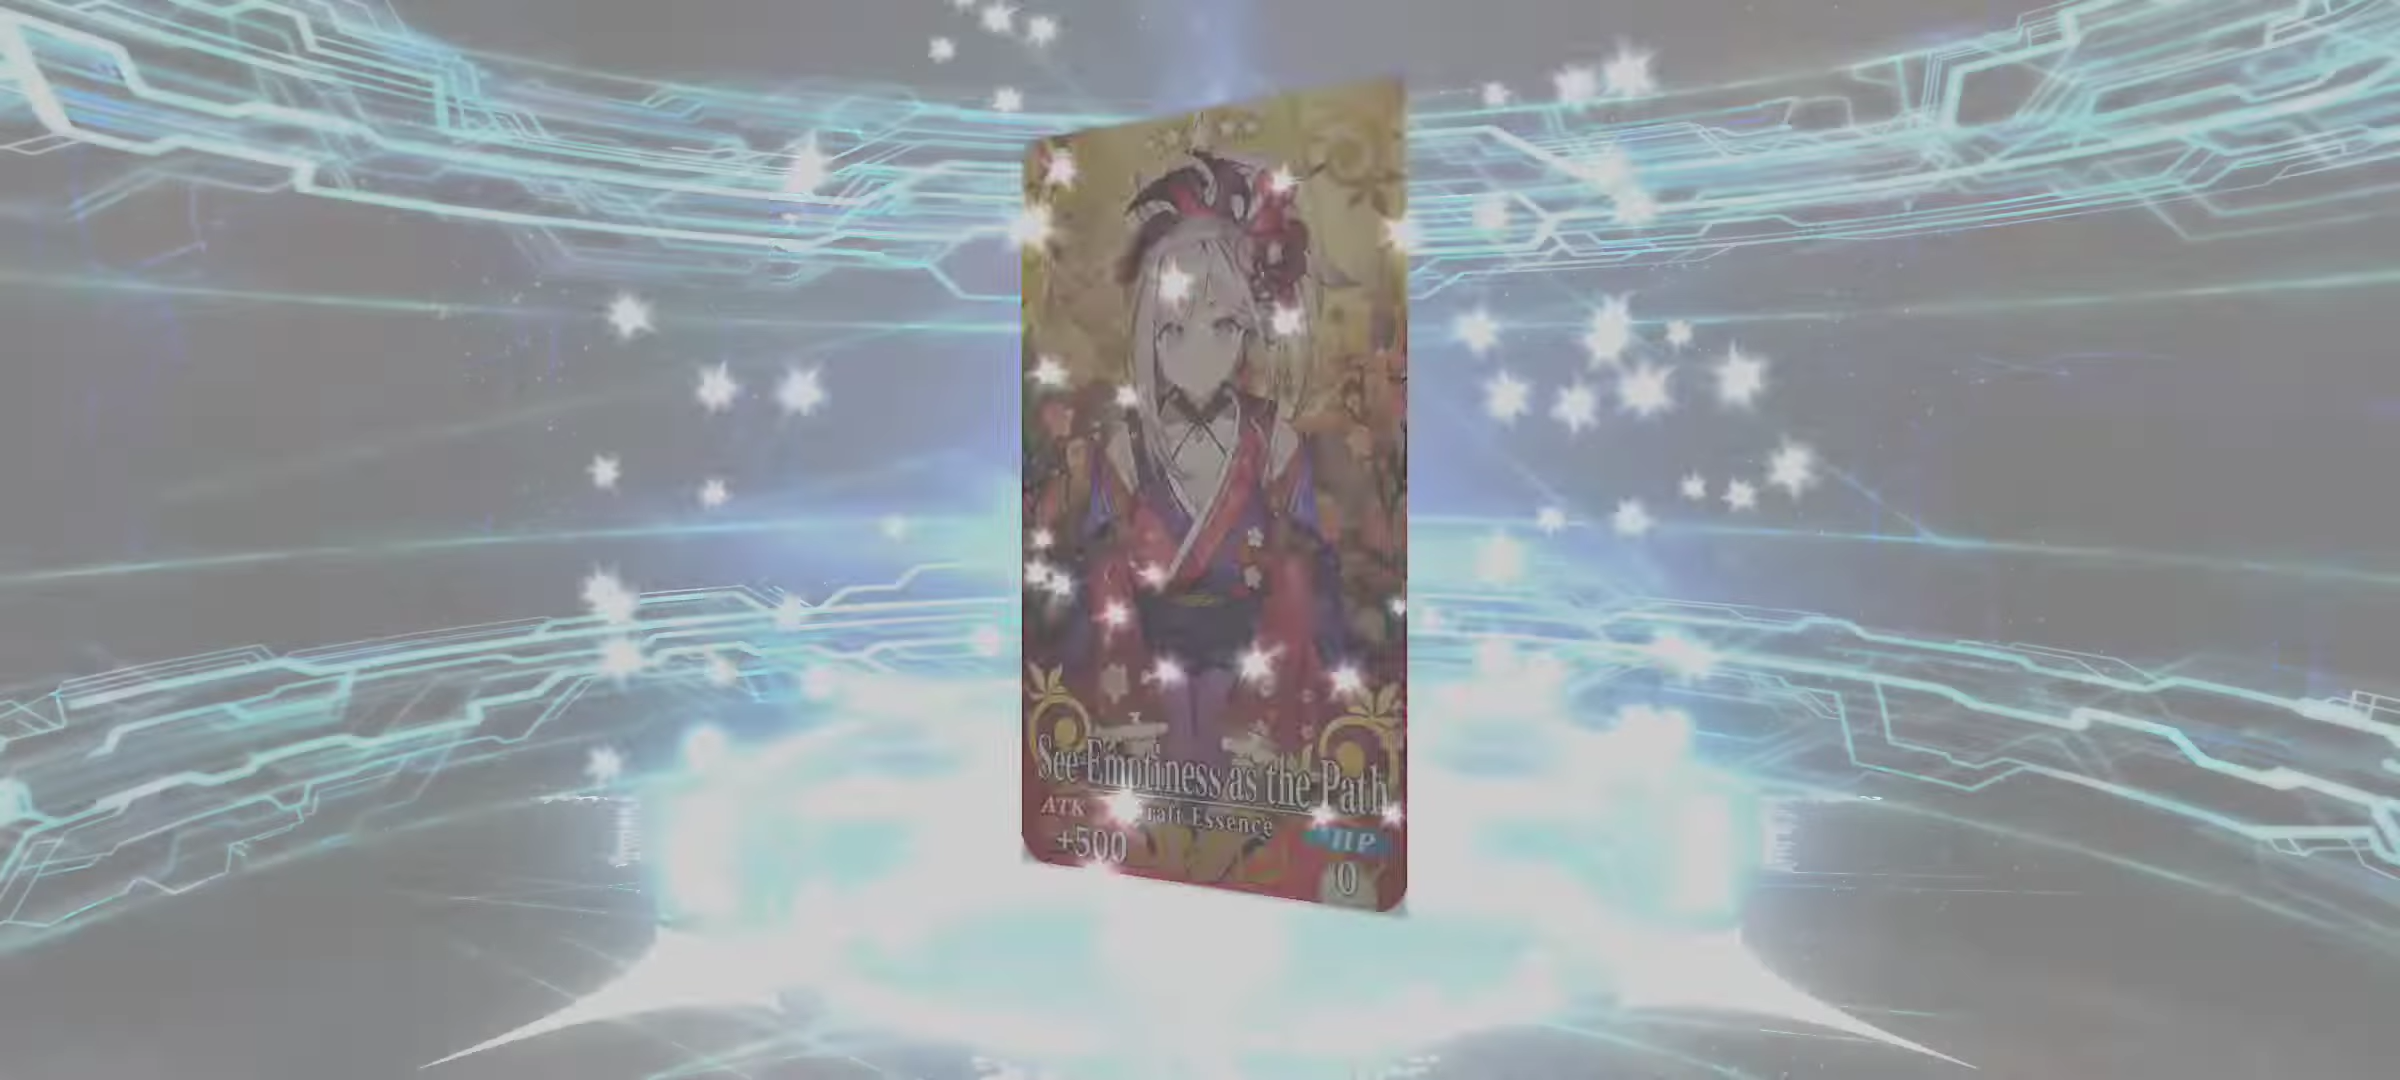 See Emptiness as the Path
Craft Essence
ATK
+500
HP
0